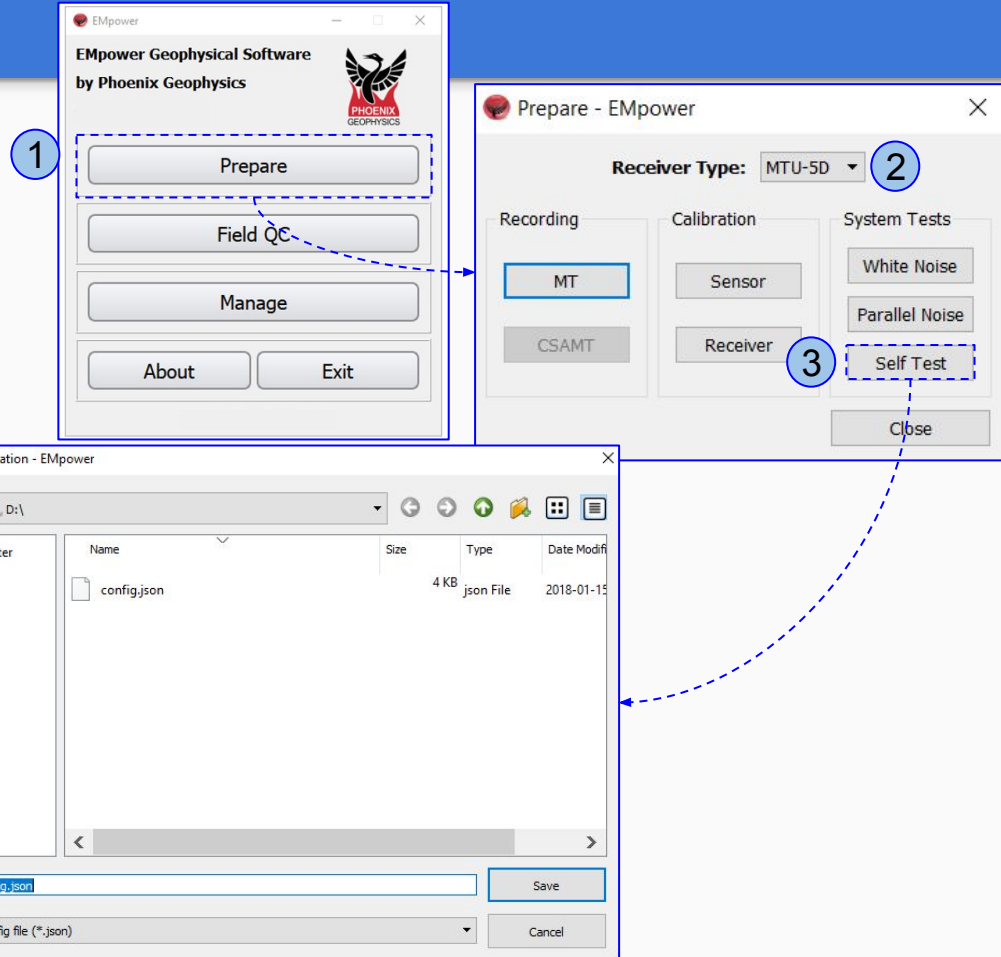 EMpower
EMpower Geophysical Software
by Phoenix Geophysics
PHOENIX
GEOPHYSICS
1
Prepare
Field QC
Manage
About
Exit
Prepare - EMpower
Receiver Type:
MTU-5D
2
Recording
Calibration
System Tests
MT
Sensor
White Noise
Parallel Noise
CSAMT
Receiver
3
Self Test
Close
ation - EMpower
D:\
ter
Name
Size
Type
Date Modifi
config.json
4 KB
json File
2018-01-15
g.json
Save
fig file (*.json)
Cancel